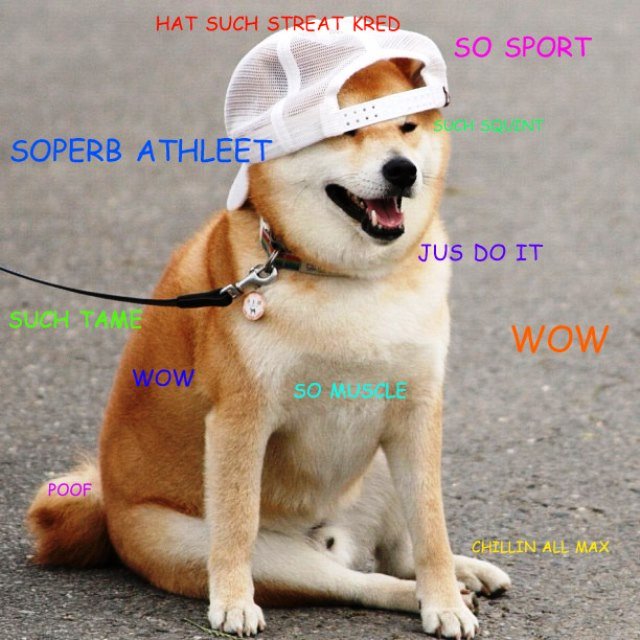 HAT SUCH STREAT KRED
SO SPORT
SUCH SQUINT
SOPERB ATHLEET
JUS DO IT
SUCH TAME
WOW
WOW
SO MUSCLE
POOF
CHILLIN ALL MAX